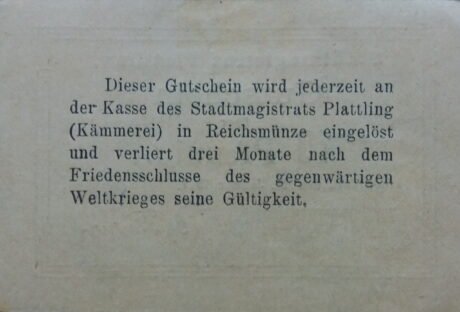 Dieser Gutschein wird jederzeit an
der Kasse des Stadtmagistrats Plattling
(Kämmerei) in Reichsmünze eingelöst
und verliert drei Monate nach dem
Friedensschlusse des gegenwärtigen
Weltkrieges seine Gültigkeit.